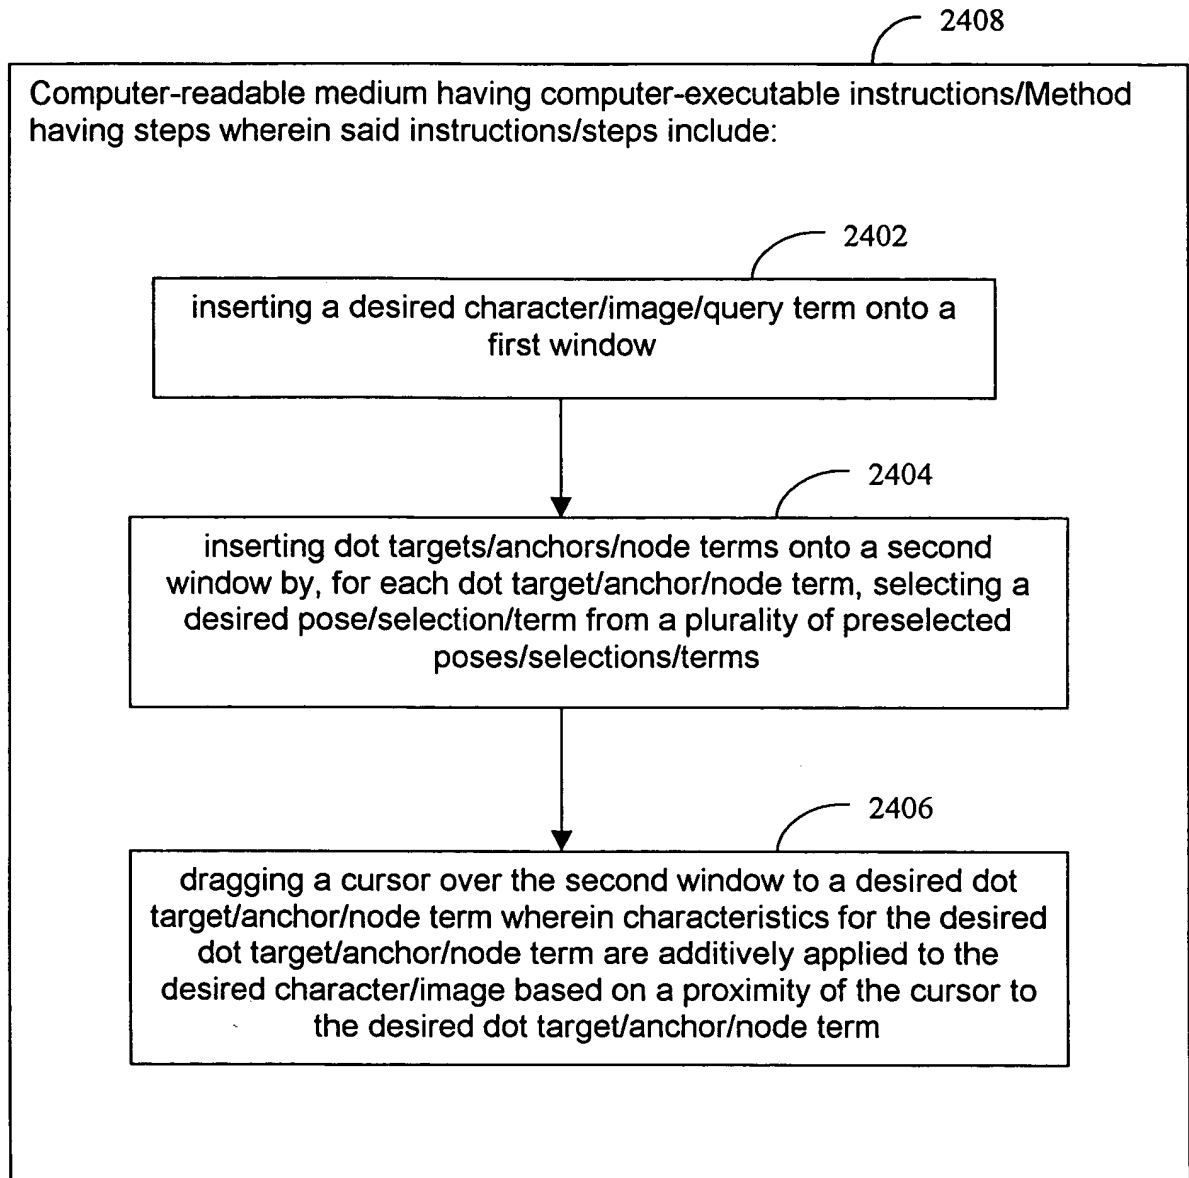 2408
Computer-readable medium having computer-executable instructions/Method
having steps wherein said instructions/steps include:
2402
inserting a desired character/image/query term onto a
first window
2404
inserting dot targets/anchors/node terms onto a second
window by, for each dot target/anchor/node term, selecting a
desired pose/selection/term from a plurality of preselected
poses/selections/terms
2406
dragging a cursor over the second window to a desired dot
target/anchor/node term wherein characteristics for the desired
dot target/anchor/node term are additively applied to the
desired character/image based on a proximity of the cursor to
the desired dot target/anchor/node term